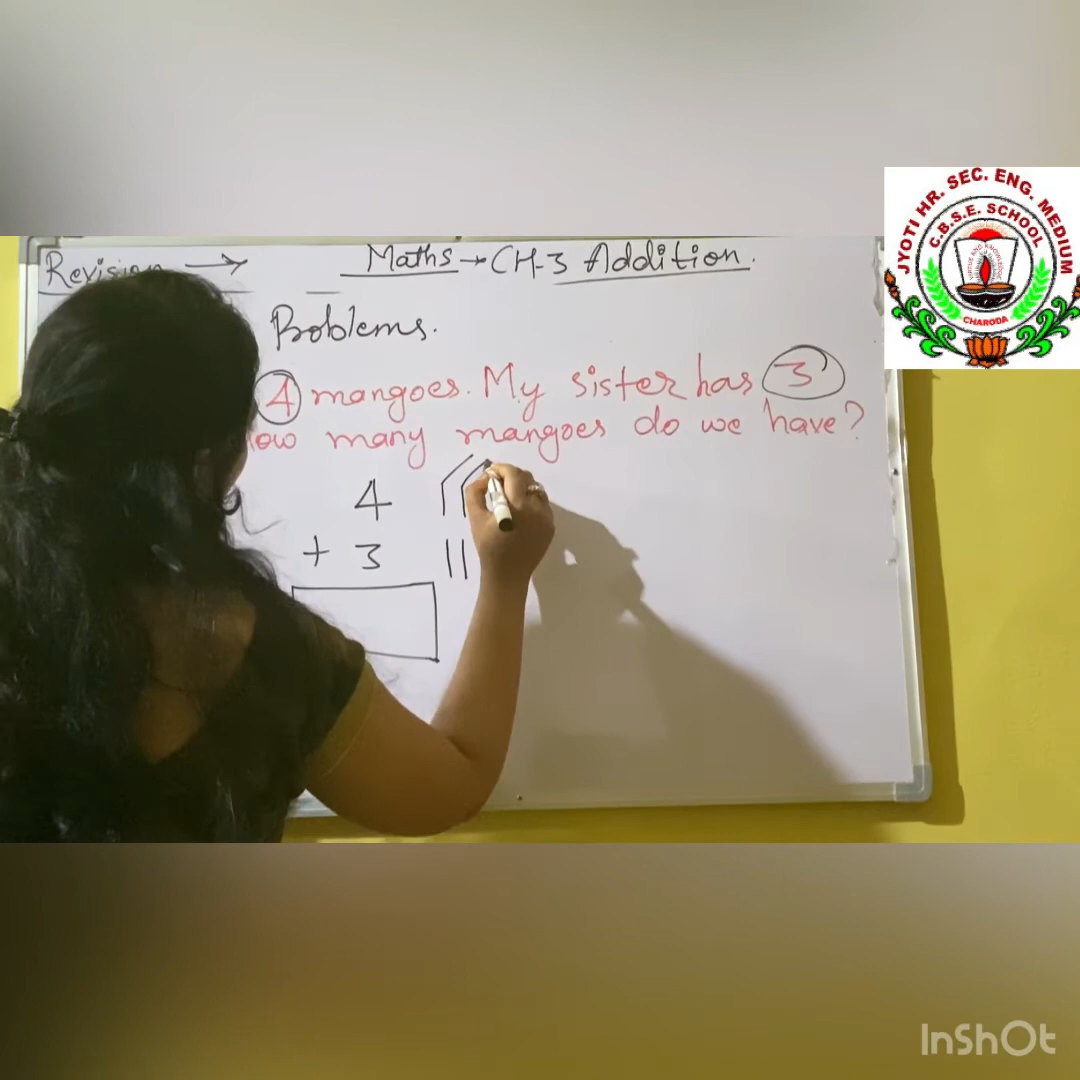 Revision → Maths → CH-3 Addition.
Problems.
4 mangoes. My sister has 3
many mangoes do we have?
4
+ 3
JYOTI HR. SEC. ENG. MEDIUM
C.B.S.E. SCHOOL
CHARODA
InShOt